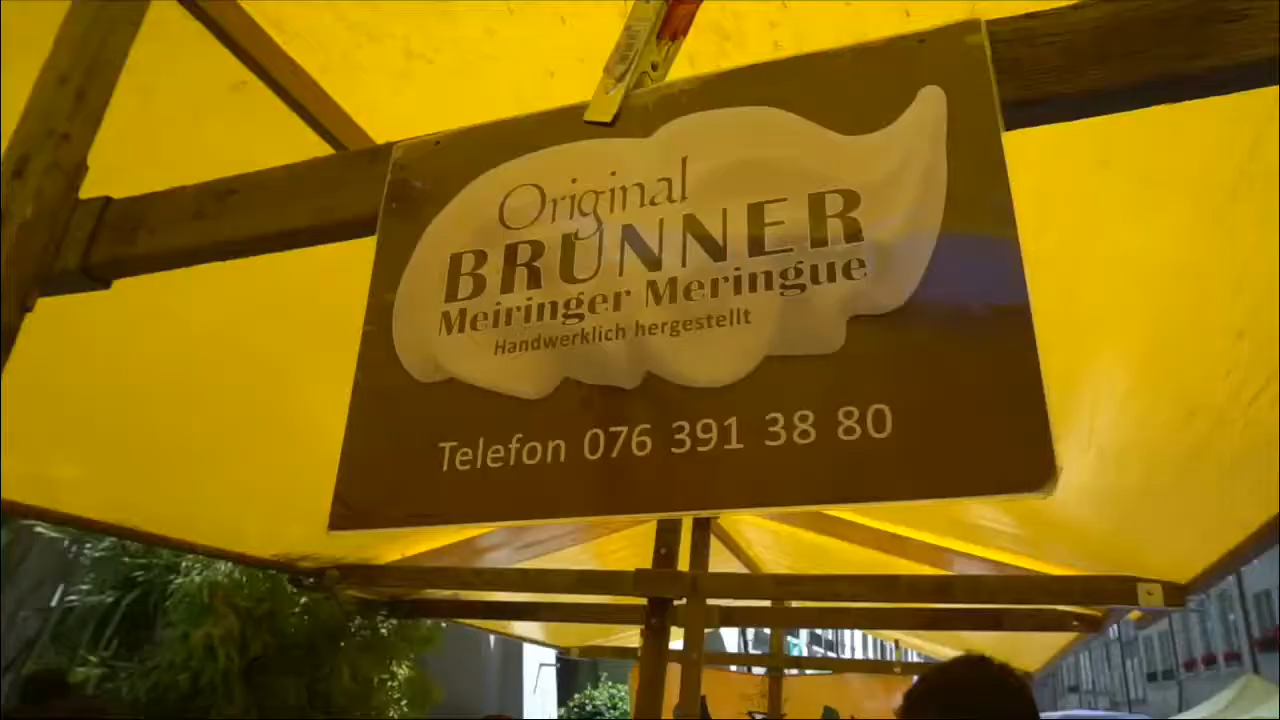 Original
BRUNNER
Meiringer Meringue
Handwerklich hergestellt
Telefon 076 391 38 80